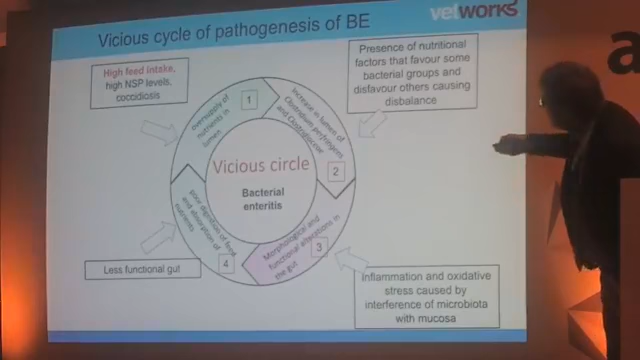 Vicious cycle of pathogenesis of BE
vetworks
High feed intake,
high NSP levels,
coccidiosis
Presence of nutritional
factors that favour some
bacterial groups and
disfavour others causing
disbalance
1
oversupply of
nutrients in
lumen
increase in lumen of
Clostridium perfringens
and Clostridiaceae
2
Vicious circle
Bacterial
enteritis
Morphological and
functional alterations in
the gut
3
poor digestion of feed
and absorption of
nutrients
4
Less functional gut
Inflammation and oxidative
stress caused by
interference of microbiota
with mucosa
a